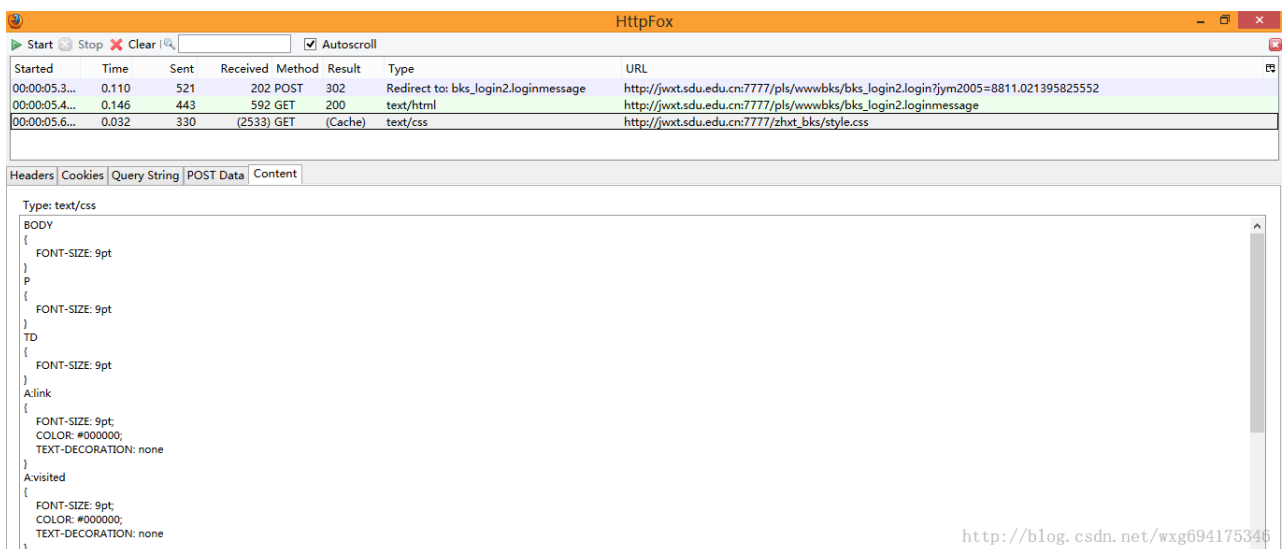 HttpFox
Start Stop Clear Autoscroll
Started Time Sent Received Method Result Type URL
00:00:05.3... 0.110 521 202 POST 302 Redirect to: bks_login2.loginmessage http://jwxt.sdu.edu.cn:7777/pls/wwwbks/bks_login2.login?jym2005=8811.021395825552
00:00:05.4... 0.146 443 592 GET 200 text/html http://jwxt.sdu.edu.cn:7777/pls/wwwbks/bks_login2.loginmessage
00:00:05.6... 0.032 330 (2533) GET (Cache) text/css http://jwxt.sdu.edu.cn:7777/zhxt_bks/style.css
Headers Cookies Query String POST Data Content
Type: text/css
BODY
{
FONT-SIZE: 9pt
}
P
{
FONT-SIZE: 9pt
}
TD
{
FONT-SIZE: 9pt
}
A:link
{
FONT-SIZE: 9pt;
COLOR: #000000;
TEXT-DECORATION: none
}
A:visited
{
FONT-SIZE: 9pt;
COLOR: #000000;
TEXT-DECORATION: none
}
http://blog.csdn.net/wxg694175346